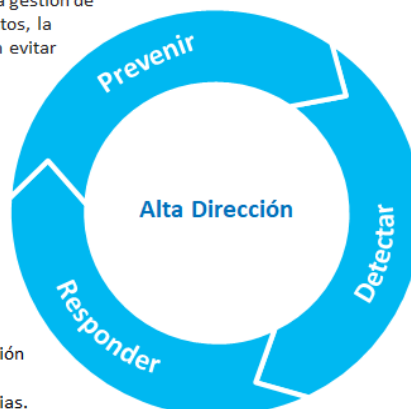 gestión de
tos, la
evitar
Prevenir
Alta Dirección
Detectar
Responder
ión
ias.